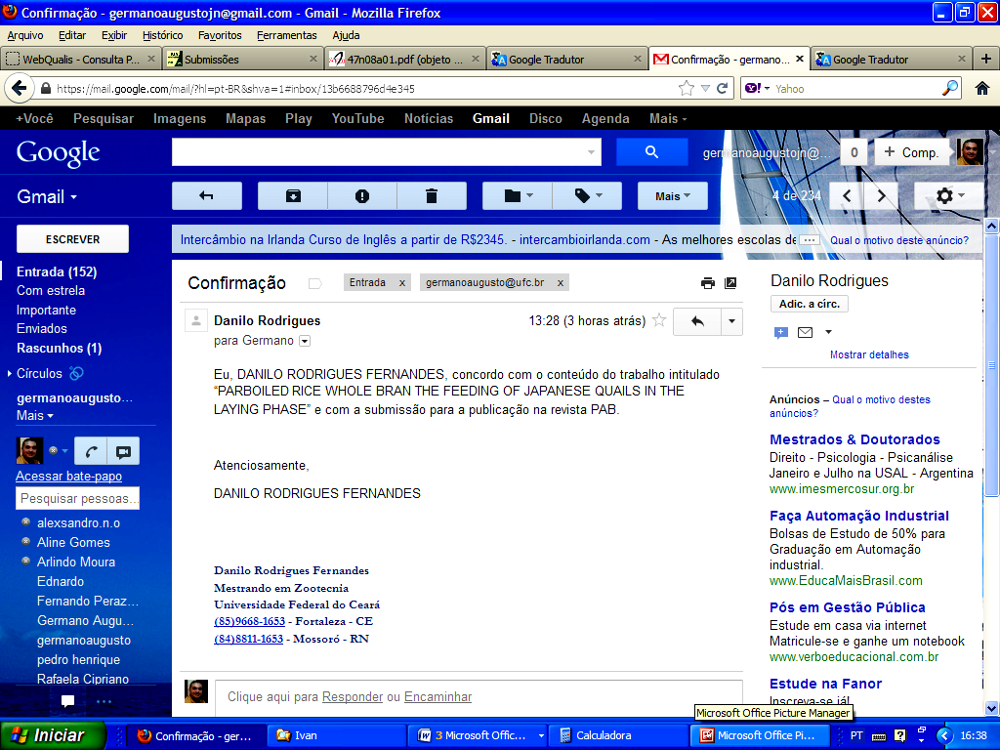 Confirmação - germanoaugustojn@gmail.com - Gmail - Mozilla Firefox
Arquivo Editar Exibir Histórico Favoritos Ferramentas Ajuda
WebQualis - Consulta P... Submissões 47n08a01.pdf (objeto ... Google Tradutor Confirmação - germano... Google Tradutor
https://mail.google.com/mail/?hl=pt-BR&shva=1#inbox/13b6688796d4e345 Yahoo
+Você Pesquisar Imagens Mapas Play YouTube Notícias Gmail Disco Agenda Mais
Google germanoaugustojn@... 0 + Comp.
Gmail Mais 4 de 234
ESCREVER
Intercâmbio na Irlanda Curso de Inglês a partir de R$2345. - intercambioirlanda.com - As melhores escolas de ... Qual o motivo deste anúncio?
Entrada (152)
Com estrela
Importante
Enviados
Rascunhos (1)
Círculos
germanoaugusto...
Mais
Acessar bate-papo
Pesquisar pessoas...
alexsandro.n.o
Aline Gomes
Arlindo Moura
Ednardo
Fernando Peraz...
Germano Augu...
germanoaugusto
pedro henrique
Rafaela Cipriano
Confirmação Entrada x germanoaugusto@ufc.br x
Danilo Rodrigues 13:28 (3 horas atrás)
para Germano
Eu, DANILO RODRIGUES FERNANDES, concordo com o conteúdo do trabalho intitulado
“PARBOILED RICE WHOLE BRAN THE FEEDING OF JAPANESE QUAILS IN THE
LAYING PHASE” e com a submissão para a publicação na revista PAB.
Atenciosamente,
DANILO RODRIGUES FERNANDES
Danilo Rodrigues Fernandes
Mestrando em Zootecnia
Universidade Federal do Ceará
(85)9668-1653 - Fortaleza - CE
(84)8811-1653 - Mossoró - RN
Clique aqui para Responder ou Encaminhar
Danilo Rodrigues
Adic. a círc.
Mostrar detalhes
Anúncios – Qual o motivo destes
anúncios?
Mestrados & Doutorados
Direito - Psicologia - Psicanálise
Janeiro e Julho na USAL - Argentina
www.imesmercosur.org.br
Faça Automação Industrial
Bolsas de Estudo de 50% para
Graduação em Automação
industrial.
www.EducaMaisBrasil.com
Pós em Gestão Pública
Estude em casa via internet
Matricule-se e ganhe um notebook
www.verboeducacional.com.br
Estude na Fanor
Inscreva-se já!
Microsoft Office Picture Manager
Iniciar Confirmação - ger... Ivan 3 Microsoft Offic... Calculadora Microsoft Office Pi... PT 16:38